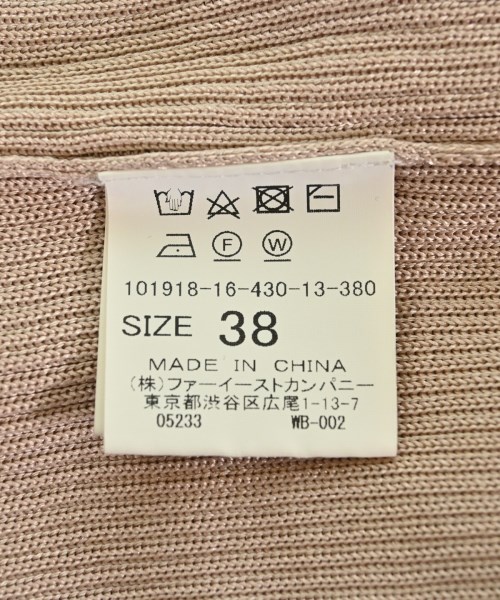 F W
101918-16-430-13-380
SIZE 38
MADE IN CHINA
(株)ファーイーストカンパニー
東京都渋谷区広尾1-13-7
05233 WB-002